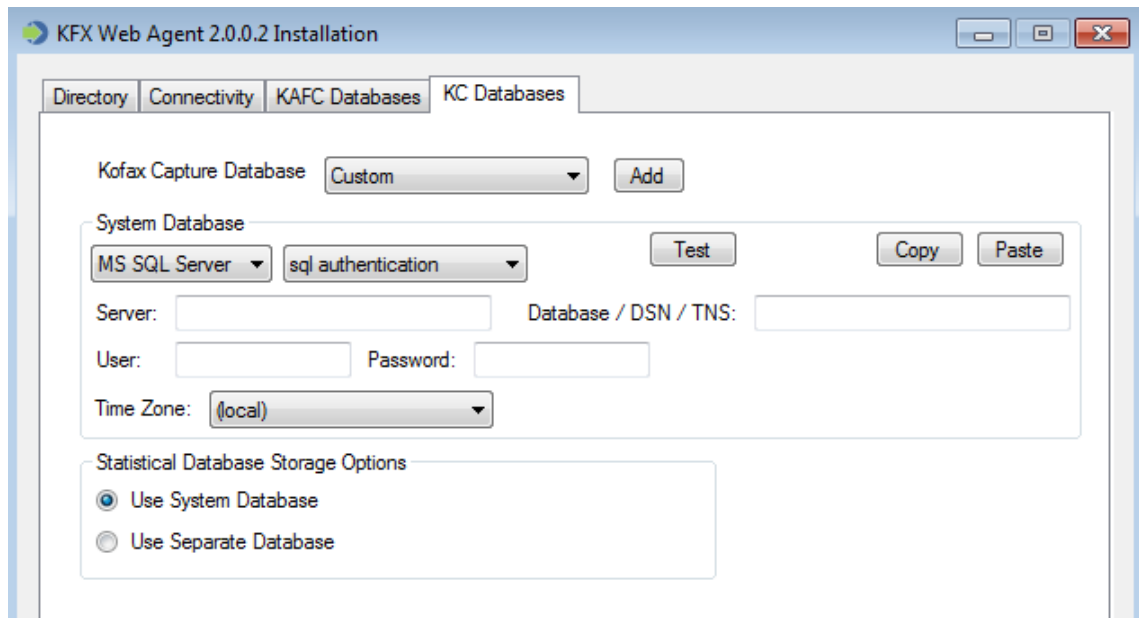 KFX Web Agent 2.0.0.2 Installation
Directory Connectivity KAFC Databases KC Databases
Kofax Capture Database Custom Add
System Database
MS SQL Server sql authentication Test Copy Paste
Server: Database / DSN / TNS:
User: Password:
Time Zone: (local)
Statistical Database Storage Options
Use System Database
Use Separate Database